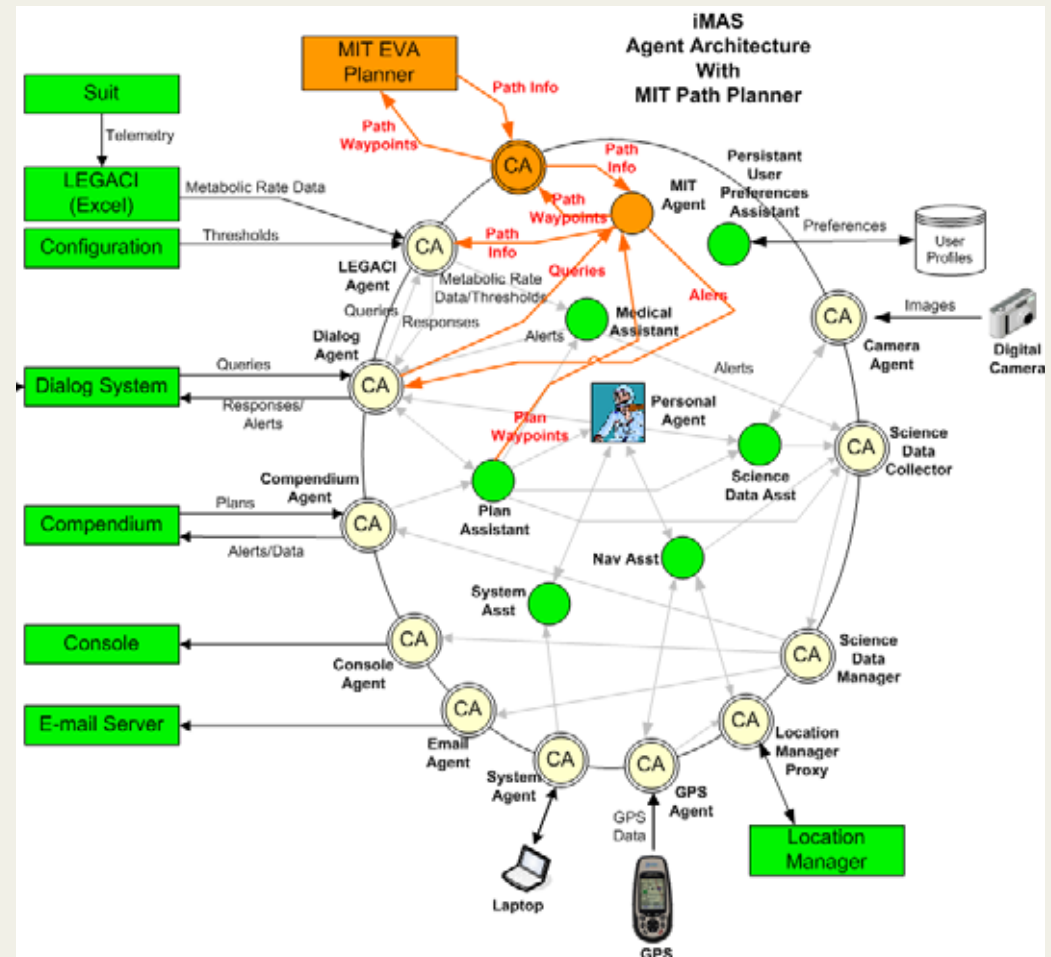 iMAS
Agent Architecture
With
MIT Path Planner
MIT EVA
Planner
Path Info
Path
Waypoints
Suit
Telemetry
LEGACI
(Excel)
Metabolic Rate Data
Configuration
Thresholds
CA
Path
Info
Path
Waypoints
MIT
Agent
Persistant
User
Preferences
Assistant
Preferences
User
Profiles
CA
LEGACI
Agent
Path
Info
Metabolic Rate
Data/Thresholds
Queries
Alers
Queries
Responses
Medical
Assistant
Alerts
CA
Camera
Agent
Images
Digital
Camera
Dialog
Agent
CA
Dialog System
Queries
Responses/
Alerts
Alerts
Personal
Agent
Plan
Waypoints
CA
Science
Data
Collector
Science
Data Asst
Compendium
Agent
CA
Compendium
Plans
Alerts/Data
Plan
Assistant
Nav Asst
System
Asst
Console
CA
Console
Agent
CA
Science
Data
Manager
E-mail Server
CA
Email
Agent
CA
System
Agent
CA
GPS
Agent
CA
Location
Manager
Proxy
GPS
Data
Location
Manager
Laptop
GPS